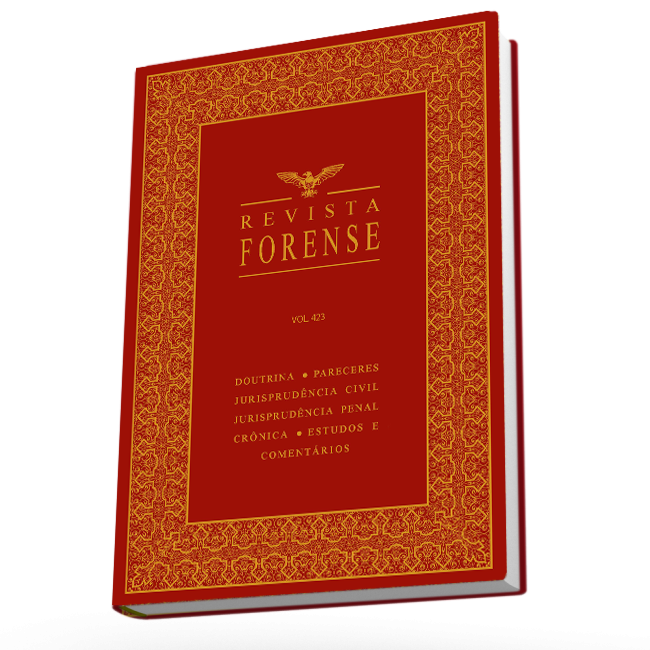 REVISTA
FORENSE
VOL 423
DOUTRINA • PARECERES
JURISPRUDÊNCIA CIVIL
JURISPRUDÊNCIA PENAL
CRÔNICA • ESTUDOS E
COMENTÁRIOS